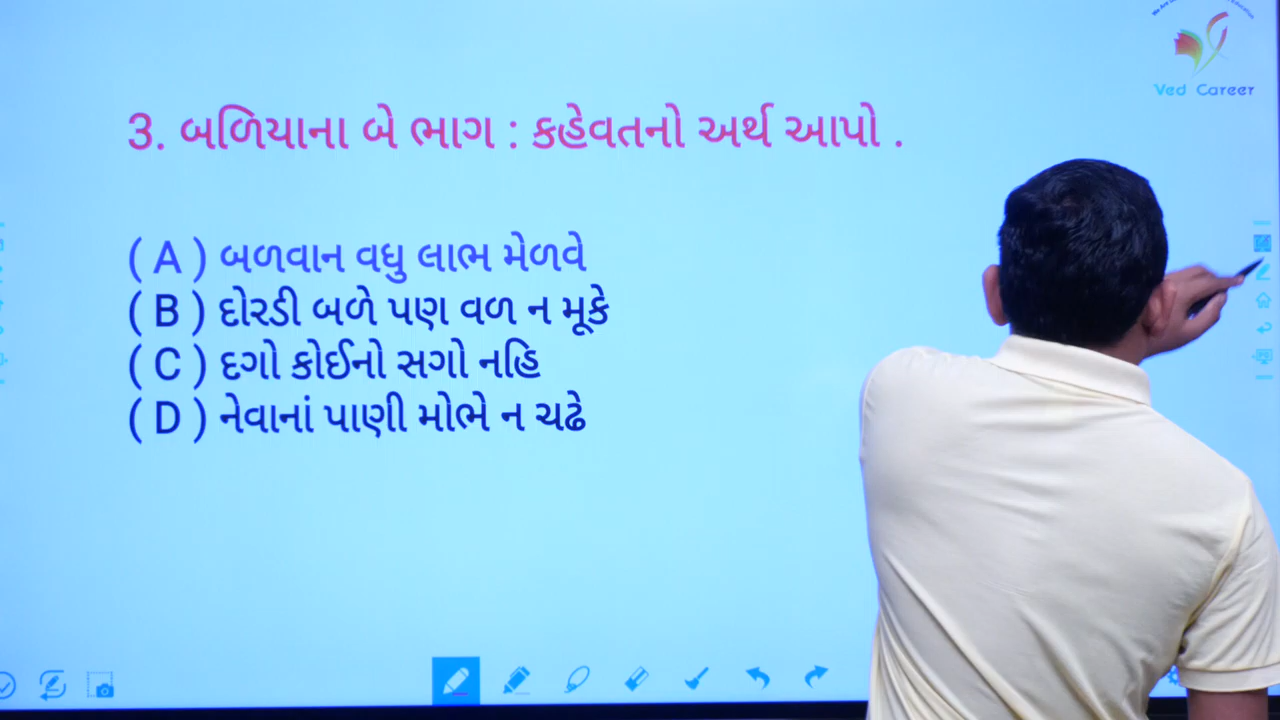 Ved Career
3. બળિયાના બે ભાગ : કહેવતનો અર્થ આપો .
( A ) બળવાન વધુ લાભ મેળવે
( B ) દોરડી બળે પણ વળ ન મૂકે
( C ) દગો કોઈનો સગો નહિ
( D ) નેવાનાં પાણી મોભે ન ચઢે